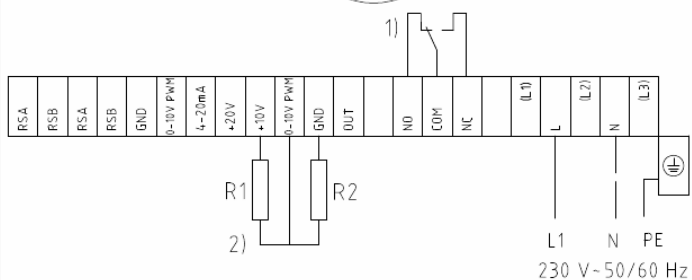 1)
RSA
RSB
RSA
RSB
GND
0-10V PWM
4-20mA
+20V
+10V
0-10V PWM
GND
OUT
NO
COM
NC
(L1)
L
(L2)
N
(L3)
R1
R2
2)
L1 N PE
230 V~50/60 Hz